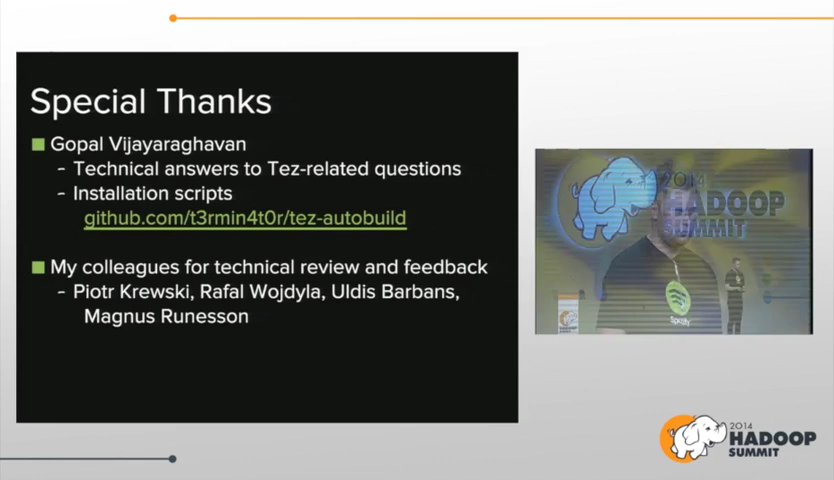 Special Thanks
Gopal Vijayaraghavan
- Technical answers to Tez-related questions
- Installation scripts
github.com/t3rmin4t0r/tez-autobuild
My colleagues for technical review and feedback
- Piotr Krewski, Rafal Wojdyla, Uldis Barbans,
Magnus Runesson
2014
HADOOP
SUMMIT
Spotify
2014
HADOOP
SUMMIT